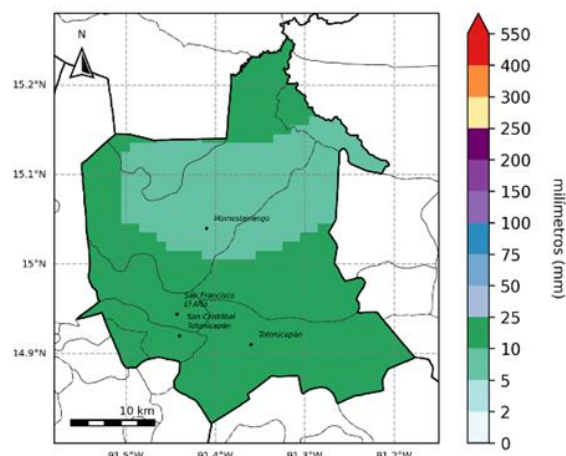 N
15.2°N
15.1°N
15°N
14.9°N
Momostenango
San Francisco
El Alto
San Cristóbal
Totonicapán
Totonicapán
10 km
91.5°W
91.4°W
91.3°W
91.2°W
550
400
300
250
200
150
100
75
50
25
10
5
2
0
milímetros (mm)